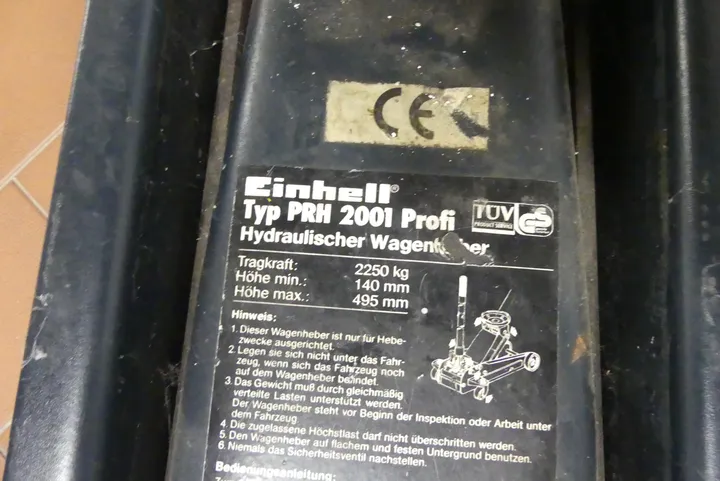 CE
Einhell®
Typ PRH 2001 Profi
TÜV
PRODUCT SERVICE
GS
Hydraulischer Wagenheber
Tragkraft: 2250 kg
Höhe min.: 140 mm
Höhe max.: 495 mm
Hinweis:
1. Dieser Wagenheber ist nur für Hebe-
zwecke ausgerichtet.
2. Legen sie sich nicht unter das Fahr-
zeug, wenn sich das Fahrzeug noch
auf dem Wagenheber befindet.
3. Das Gewicht muß durch gleichmäßig
verteilte Lasten unterstützt werden.
Der Wagenheber steht vor Beginn der Inspektion oder Arbeit unter
dem Fahrzeug
4. Die zugelassene Höchstlast darf nicht überschritten werden.
5. Den Wagenheber auf flachem und festen Untergrund benutzen.
6. Niemals das Sicherheitsventil nachstellen.
Bedienungsanleitung: